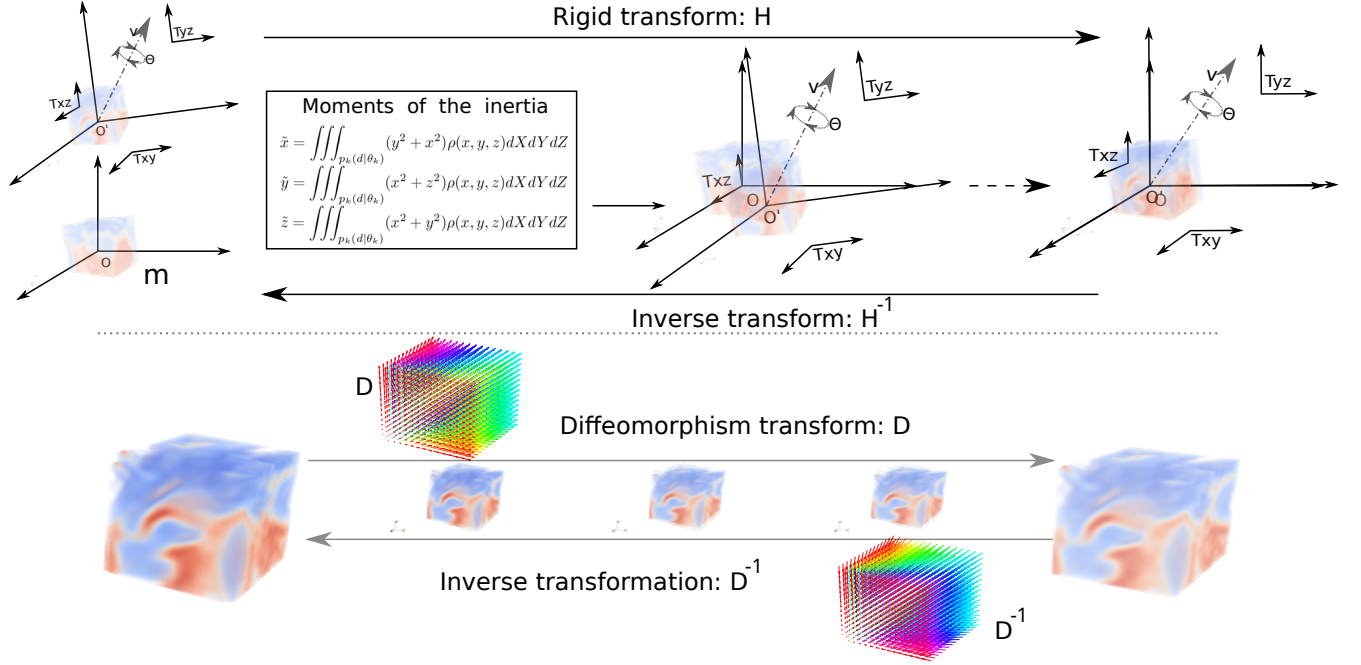 Rigid transform: H
v
Θ
Tyz
Txz
O'
Txy
O
m
Moments of the inertia
x̃ = ∫∫∫_{p_k(d|θ_k)} (y² + x²)ρ(x, y, z)dXdYdZ
ỹ = ∫∫∫_{p_k(d|θ_k)} (x² + z²)ρ(x, y, z)dXdYdZ
z̃ = ∫∫∫_{p_k(d|θ_k)} (x² + y²)ρ(x, y, z)dXdYdZ
v
Θ
Tyz
Txz
O
O'
Txy
v
Θ
Tyz
Txz
O'
O
Txy
Inverse transform: H⁻¹
D
Diffeomorphism transform: D
Inverse transformation: D⁻¹
D⁻¹